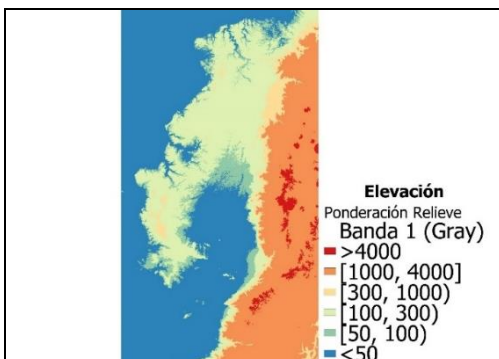 Elevación
Ponderación Relieve
Banda 1 (Gray)
>4000
[1000, 4000]
[300, 1000)
[100, 300)
[50, 100)
<50